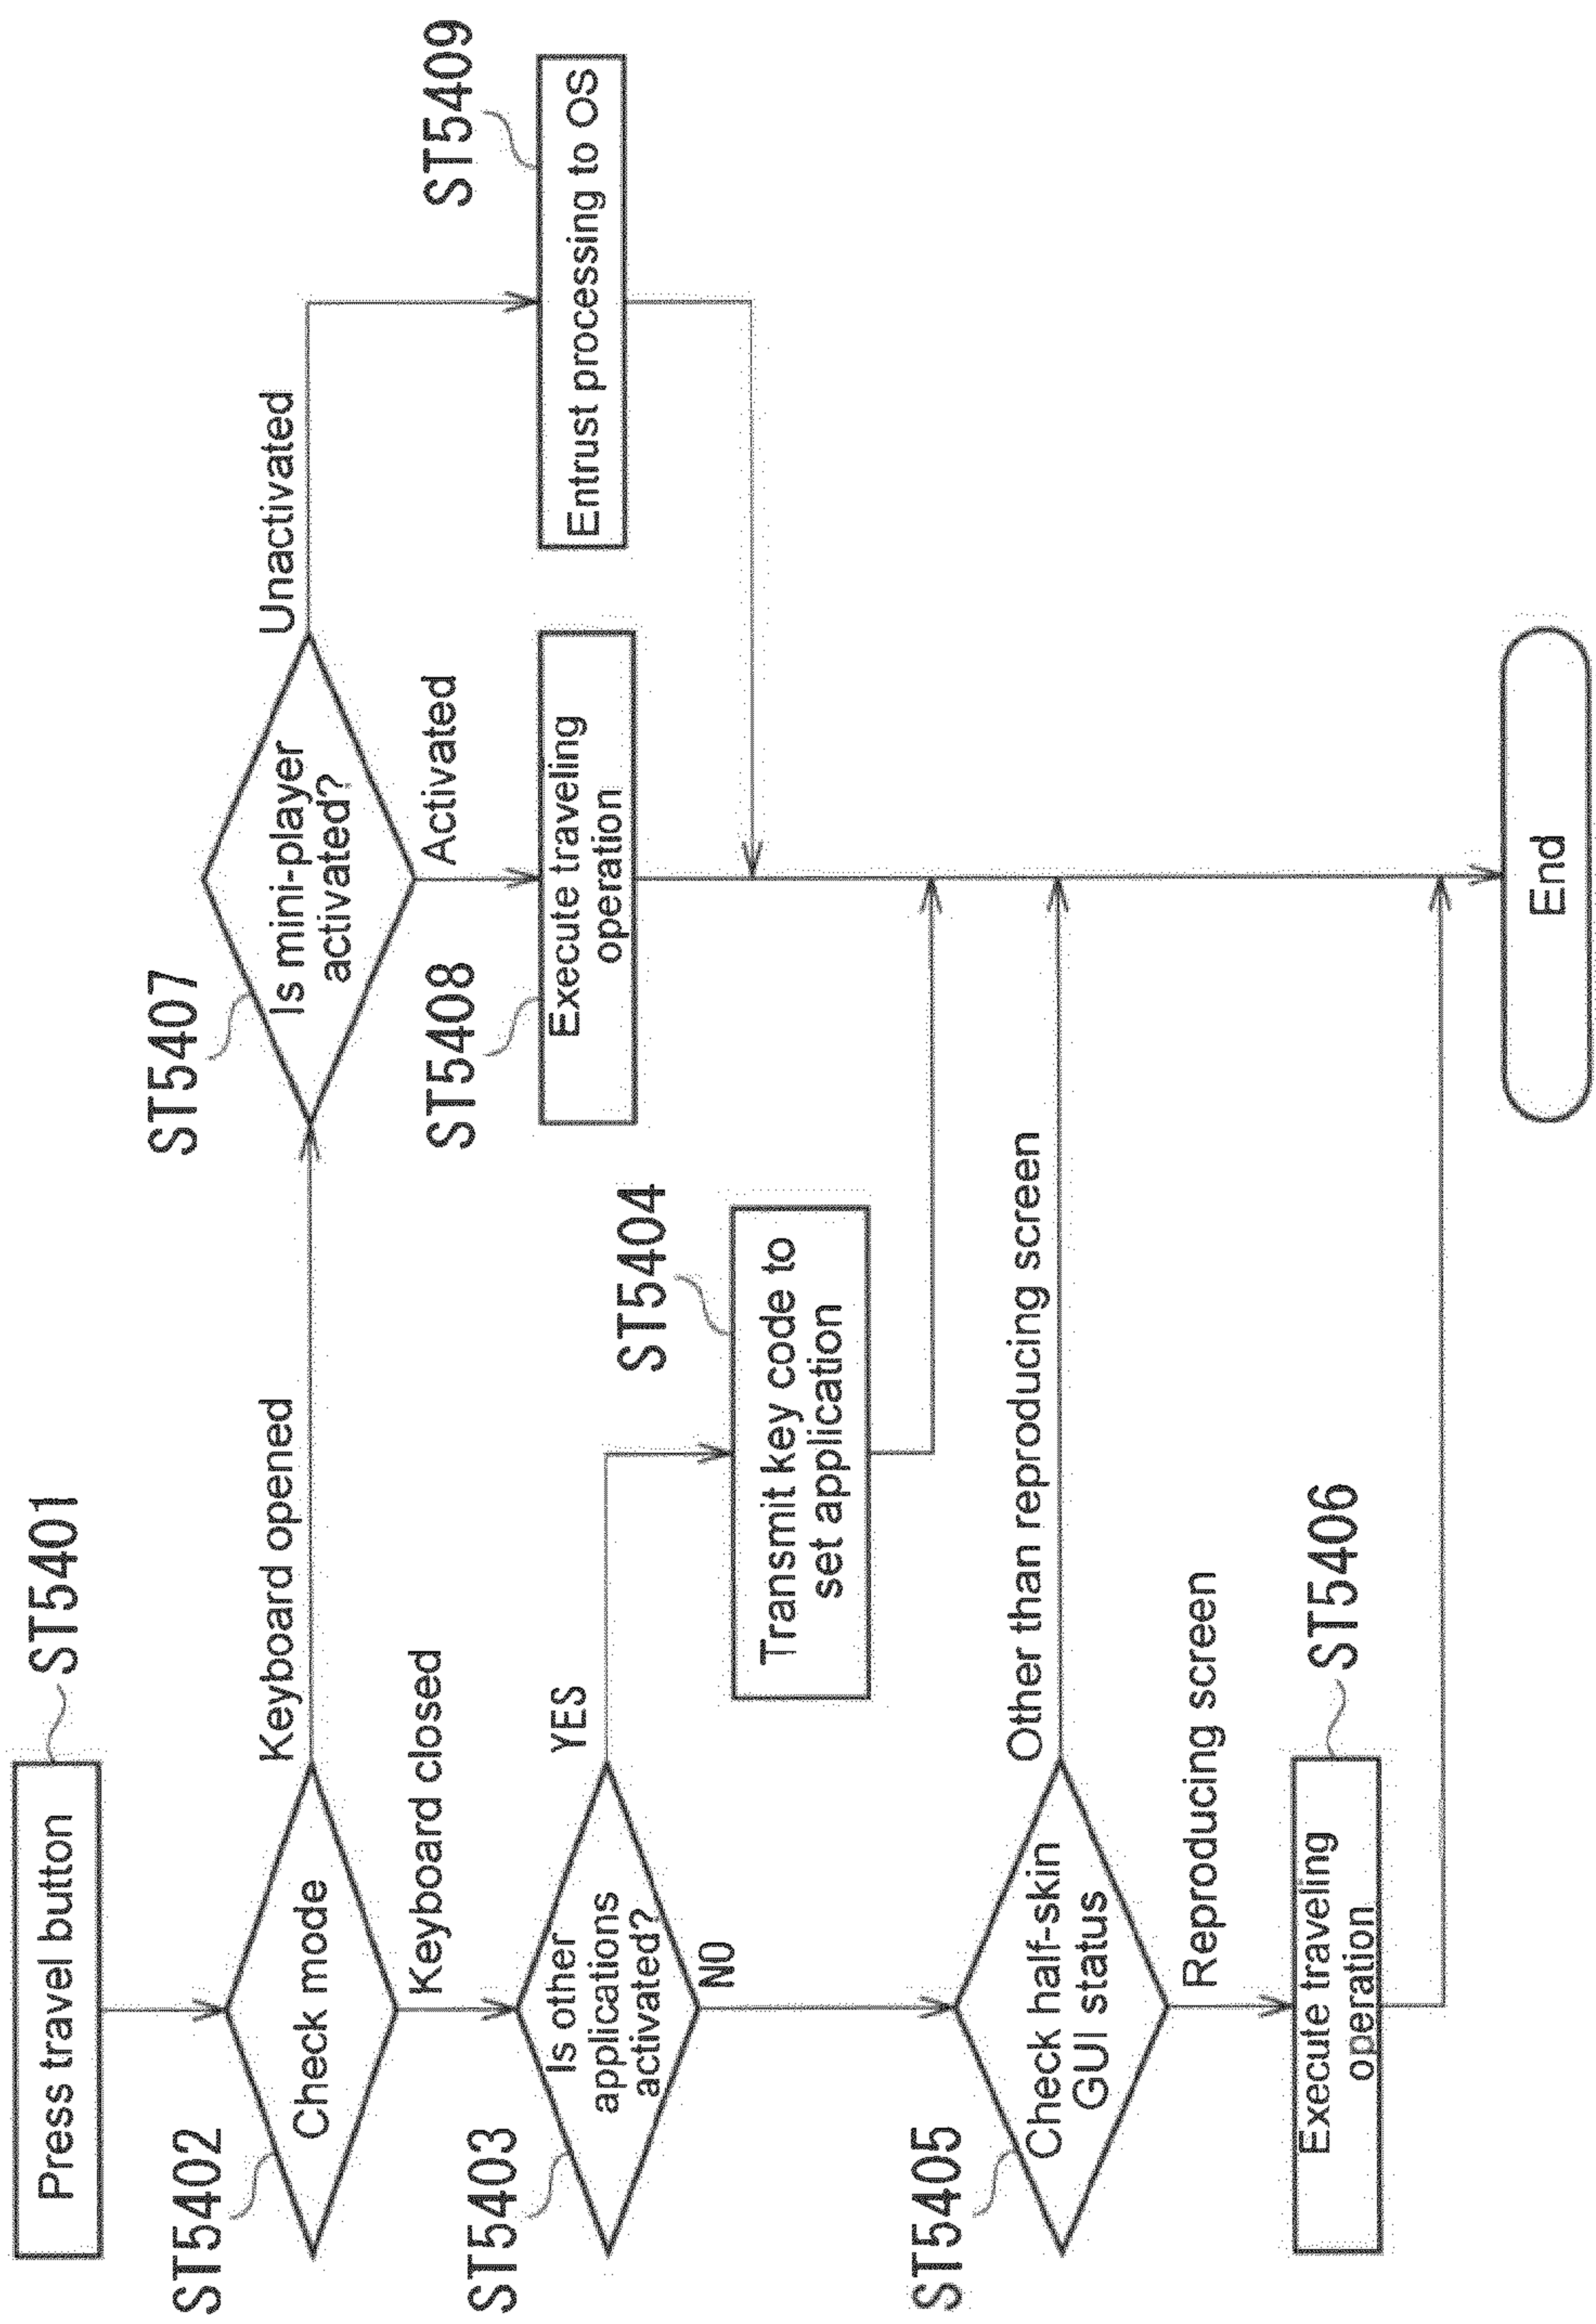 Press travel button
ST5401
ST5402
Check mode
Keyboard opened
Keyboard closed
ST5403
Is other
applications
activated?
YES
NO
ST5404
Transmit key code to
set application
ST5405
Check half-skin
GUI status
Other than reproducing screen
Reproducing screen
Execute traveling
operation
ST5406
ST5407
Is mini-player
activated?
Unactivated
Activated
ST5408
Execute traveling
operation
ST5409
Entrust processing to OS
End